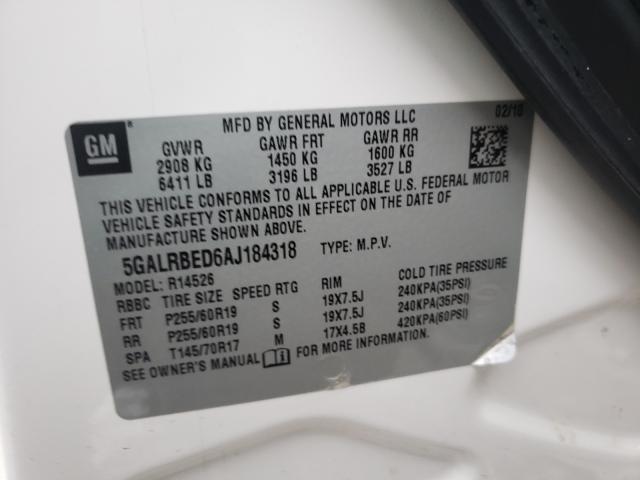 MFD BY GENERAL MOTORS LLC 02/10
GM
GVWR GAWR FRT GAWR RR
2908 KG 1450 KG 1600 KG
6411 LB 3196 LB 3527 LB
THIS VEHICLE CONFORMS TO ALL APPLICABLE U.S. FEDERAL MOTOR
VEHICLE SAFETY STANDARDS IN EFFECT ON THE DATE OF
MANUFACTURE SHOWN ABOVE.
5GALRBED6AJ184318 TYPE: M.P.V.
MODEL: R14526
RBBC TIRE SIZE SPEED RTG RIM COLD TIRE PRESSURE
FRT P255/60R19 S 19X7.5J 240KPA(35PSI)
RR P255/60R19 S 19X7.5J 240KPA(35PSI)
SPA T145/70R17 M 17X4.5B 420KPA(60PSI)
SEE OWNER'S MANUAL FOR MORE INFORMATION.